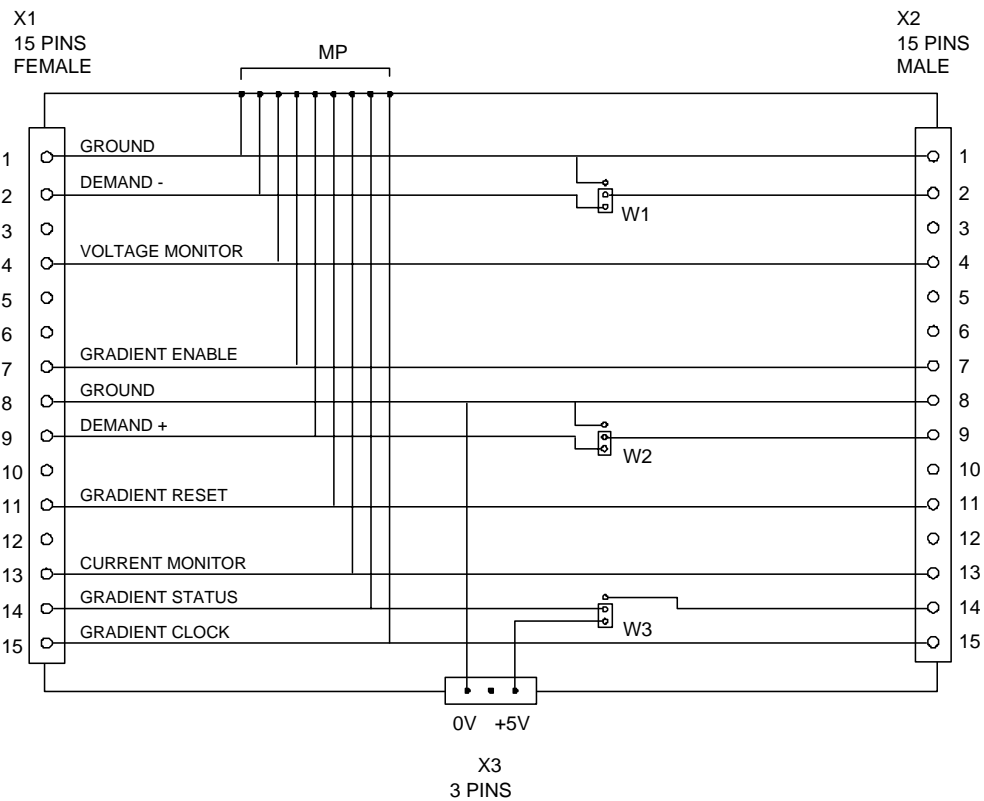 X1
15 PINS
FEMALE
MP
X2
15 PINS
MALE
1 GROUND 1
2 DEMAND - 2
W1
3 3
4 VOLTAGE MONITOR 4
5 5
6 6
7 GRADIENT ENABLE 7
8 GROUND 8
9 DEMAND + 9
W2
10 10
11 GRADIENT RESET 11
12 12
13 CURRENT MONITOR 13
14 GRADIENT STATUS 14
W3
15 GRADIENT CLOCK 15
0V +5V
X3
3 PINS